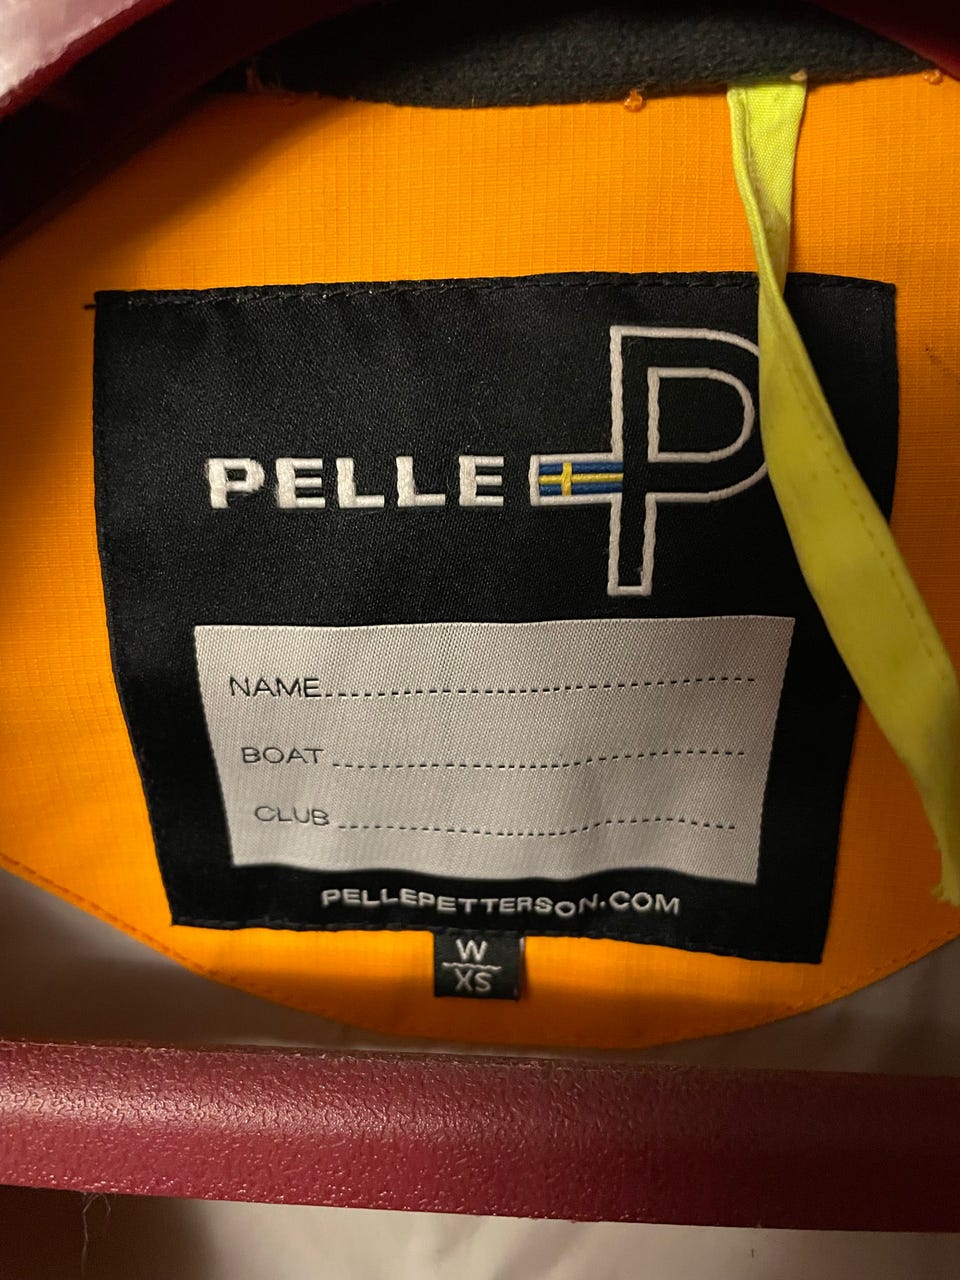 PELLE P
NAME..........................................
BOAT ..........................................
CLUB ..........................................
PELLEPETTERSON.COM
W
XS